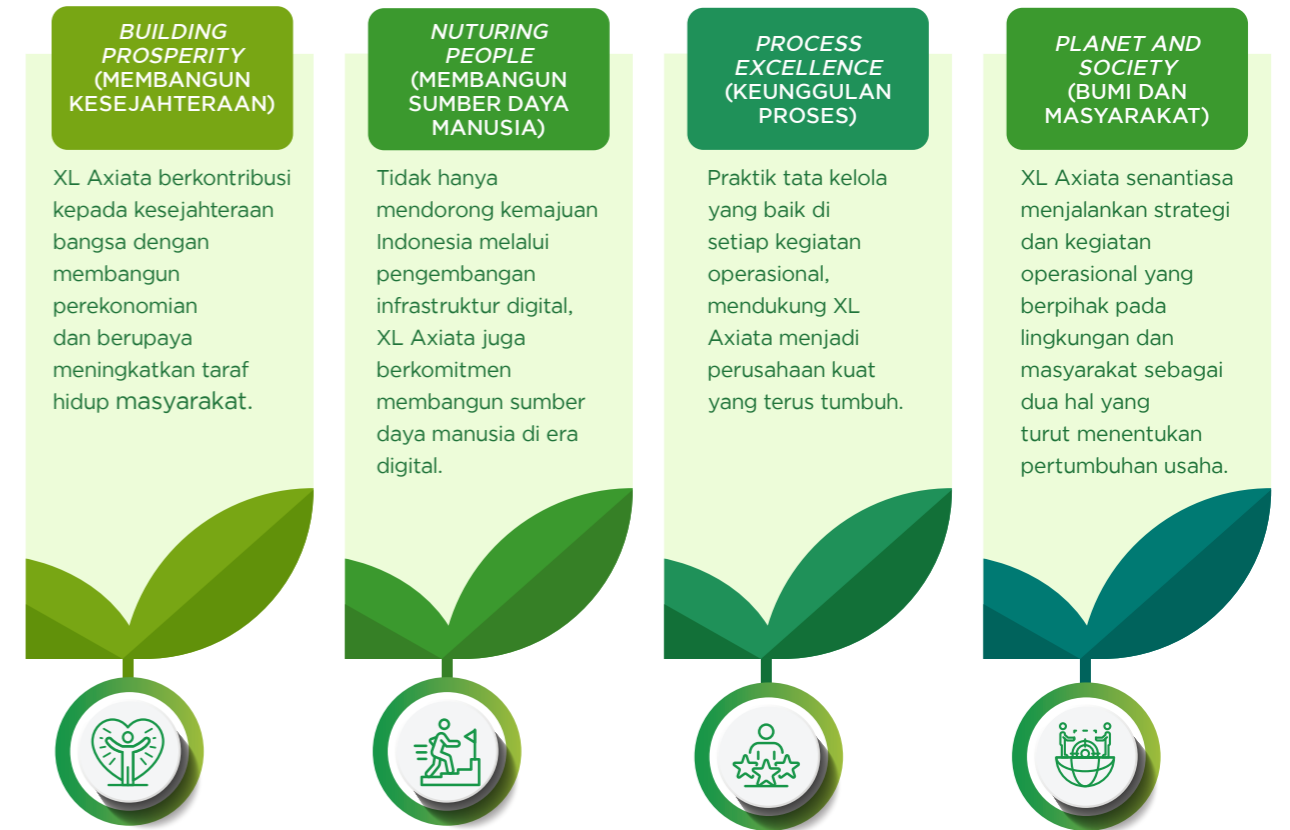 BUILDING
PROSPERITY
(MEMBANGUN
KESEJAHTERAAN)
XL Axiata berkontribusi
kepada kesejahteraan
bangsa dengan
membangun
perekonomian
dan berupaya
meningkatkan taraf
hidup masyarakat.
NUTURING
PEOPLE
(MEMBANGUN
SUMBER DAYA
MANUSIA)
Tidak hanya
mendorong kemajuan
Indonesia melalui
pengembangan
infrastruktur digital,
XL Axiata juga
berkomitmen
membangun sumber
daya manusia di era
digital.
PROCESS
EXCELLENCE
(KEUNGGULAN
PROSES)
Praktik tata kelola
yang baik di
setiap kegiatan
operasional,
mendukung XL
Axiata menjadi
perusahaan kuat
yang terus tumbuh.
PLANET AND
SOCIETY
(BUMI DAN
MASYARAKAT)
XL Axiata senantiasa
menjalankan strategi
dan kegiatan
operasional yang
berpihak pada
lingkungan dan
masyarakat sebagai
dua hal yang
turut menentukan
pertumbuhan usaha.